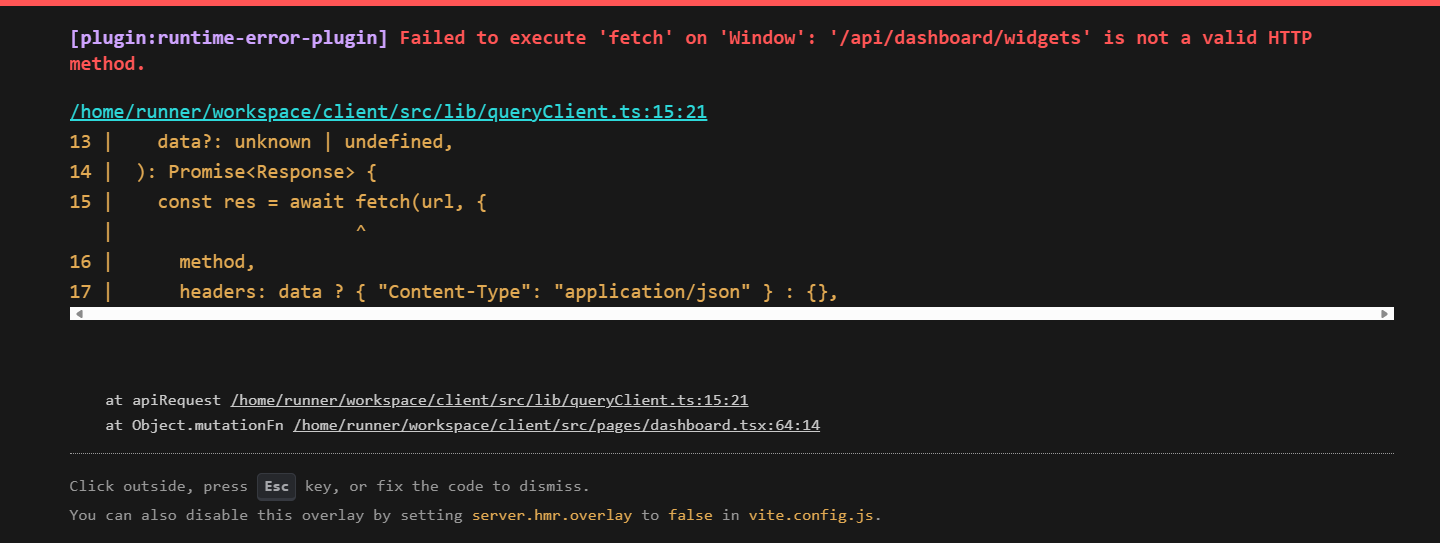 [plugin:runtime-error-plugin] Failed to execute 'fetch' on 'Window': '/api/dashboard/widgets' is not a valid HTTP
method.
/home/runner/workspace/client/src/lib/queryClient.ts:15:21
13 |    data?: unknown | undefined,
14 |  ): Promise<Response> {
15 |    const res = await fetch(url, {
   |                      ^
16 |      method,
17 |      headers: data ? { "Content-Type": "application/json" } : {},
at apiRequest /home/runner/workspace/client/src/lib/queryClient.ts:15:21
at Object.mutationFn /home/runner/workspace/client/src/pages/dashboard.tsx:64:14
Click outside, press Esc key, or fix the code to dismiss.
You can also disable this overlay by setting server.hmr.overlay to false in vite.config.js.